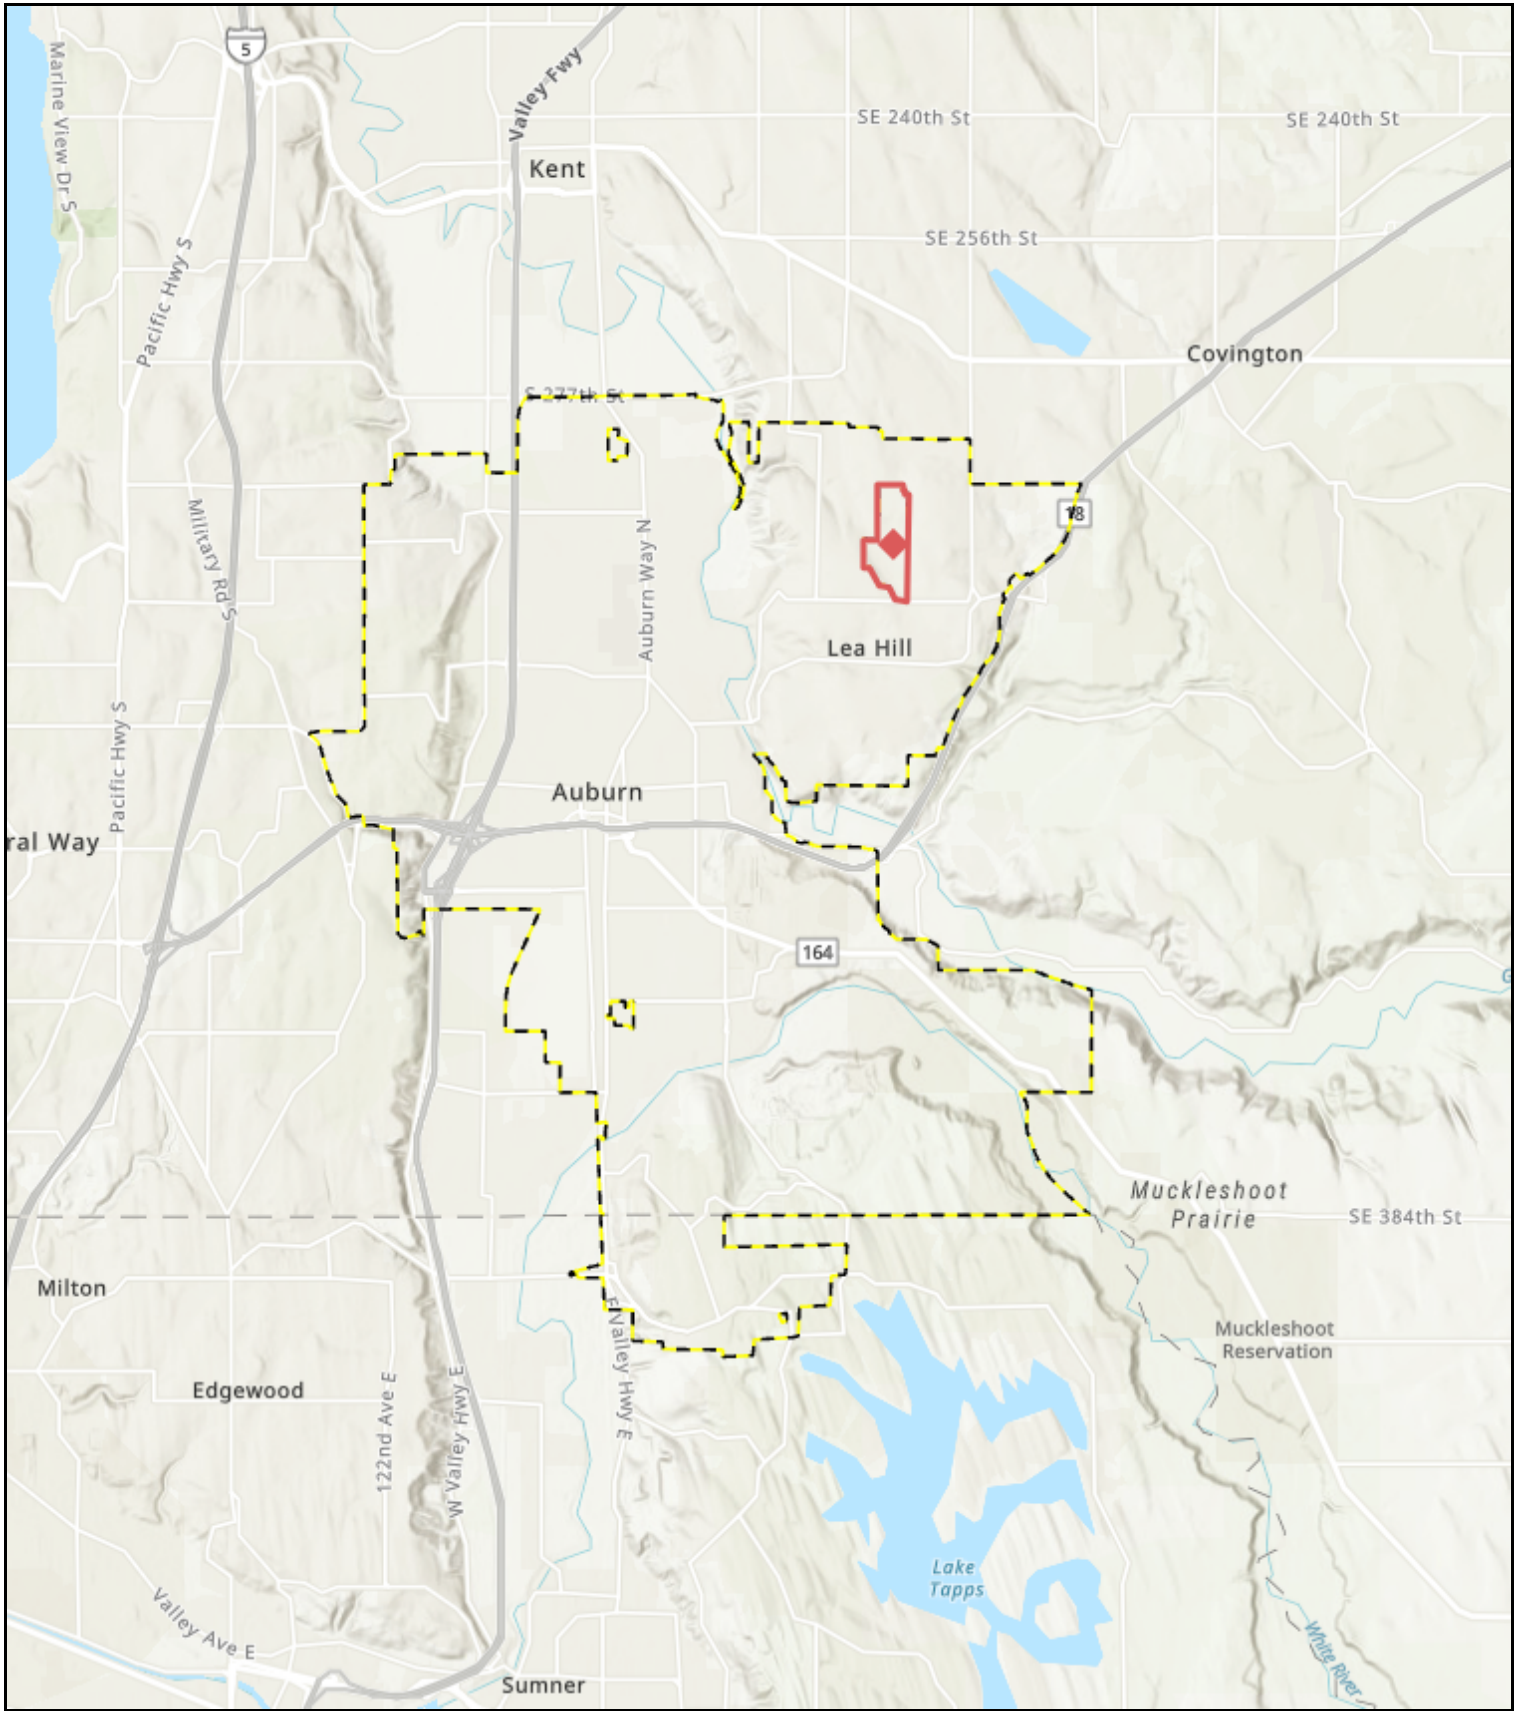 5
Marine View Dr S
Valley Fwy
SE 240th St
SE 240th St
Kent
SE 256th St
Pacific Hwy S
Covington
S 277th St
18
Military Rd S
Auburn Way N
Lea Hill
Pacific Hwy S
Auburn
ral Way
164
G
Muckleshoot
Prairie
SE 384th St
Milton
E Valley Hwy E
Muckleshoot
Reservation
Edgewood
122nd Ave E
W Valley Hwy E
Lake
Tapps
Valley Ave E
White River
Sumner